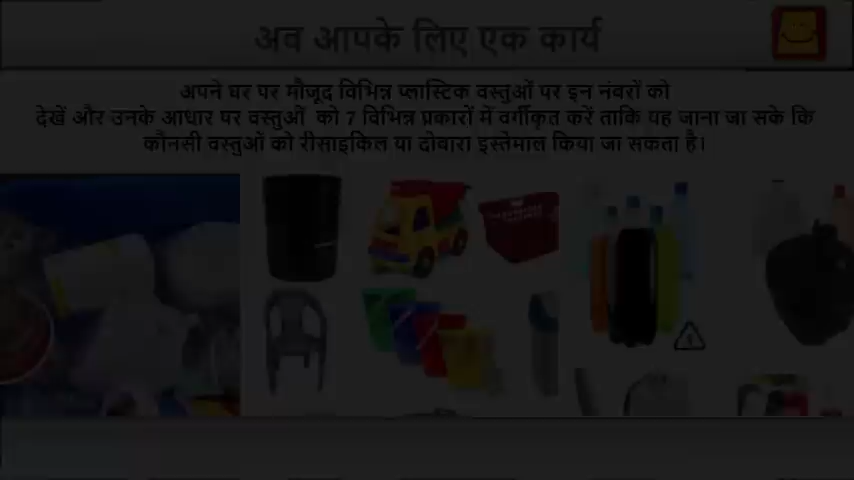 अब आपके लिए एक कार्य
अपने घर पर मौजूद विभिन्न प्लास्टिक वस्तुओं पर इन नंबरों को
देखें और उनके आधार पर वस्तुओं को 7 विभिन्न प्रकारों में वर्गीकृत करें ताकि यह जाना जा सके कि
कौनसी वस्तुओं को रीसाइकिल या दोबारा इस्तेमाल किया जा सकता है।